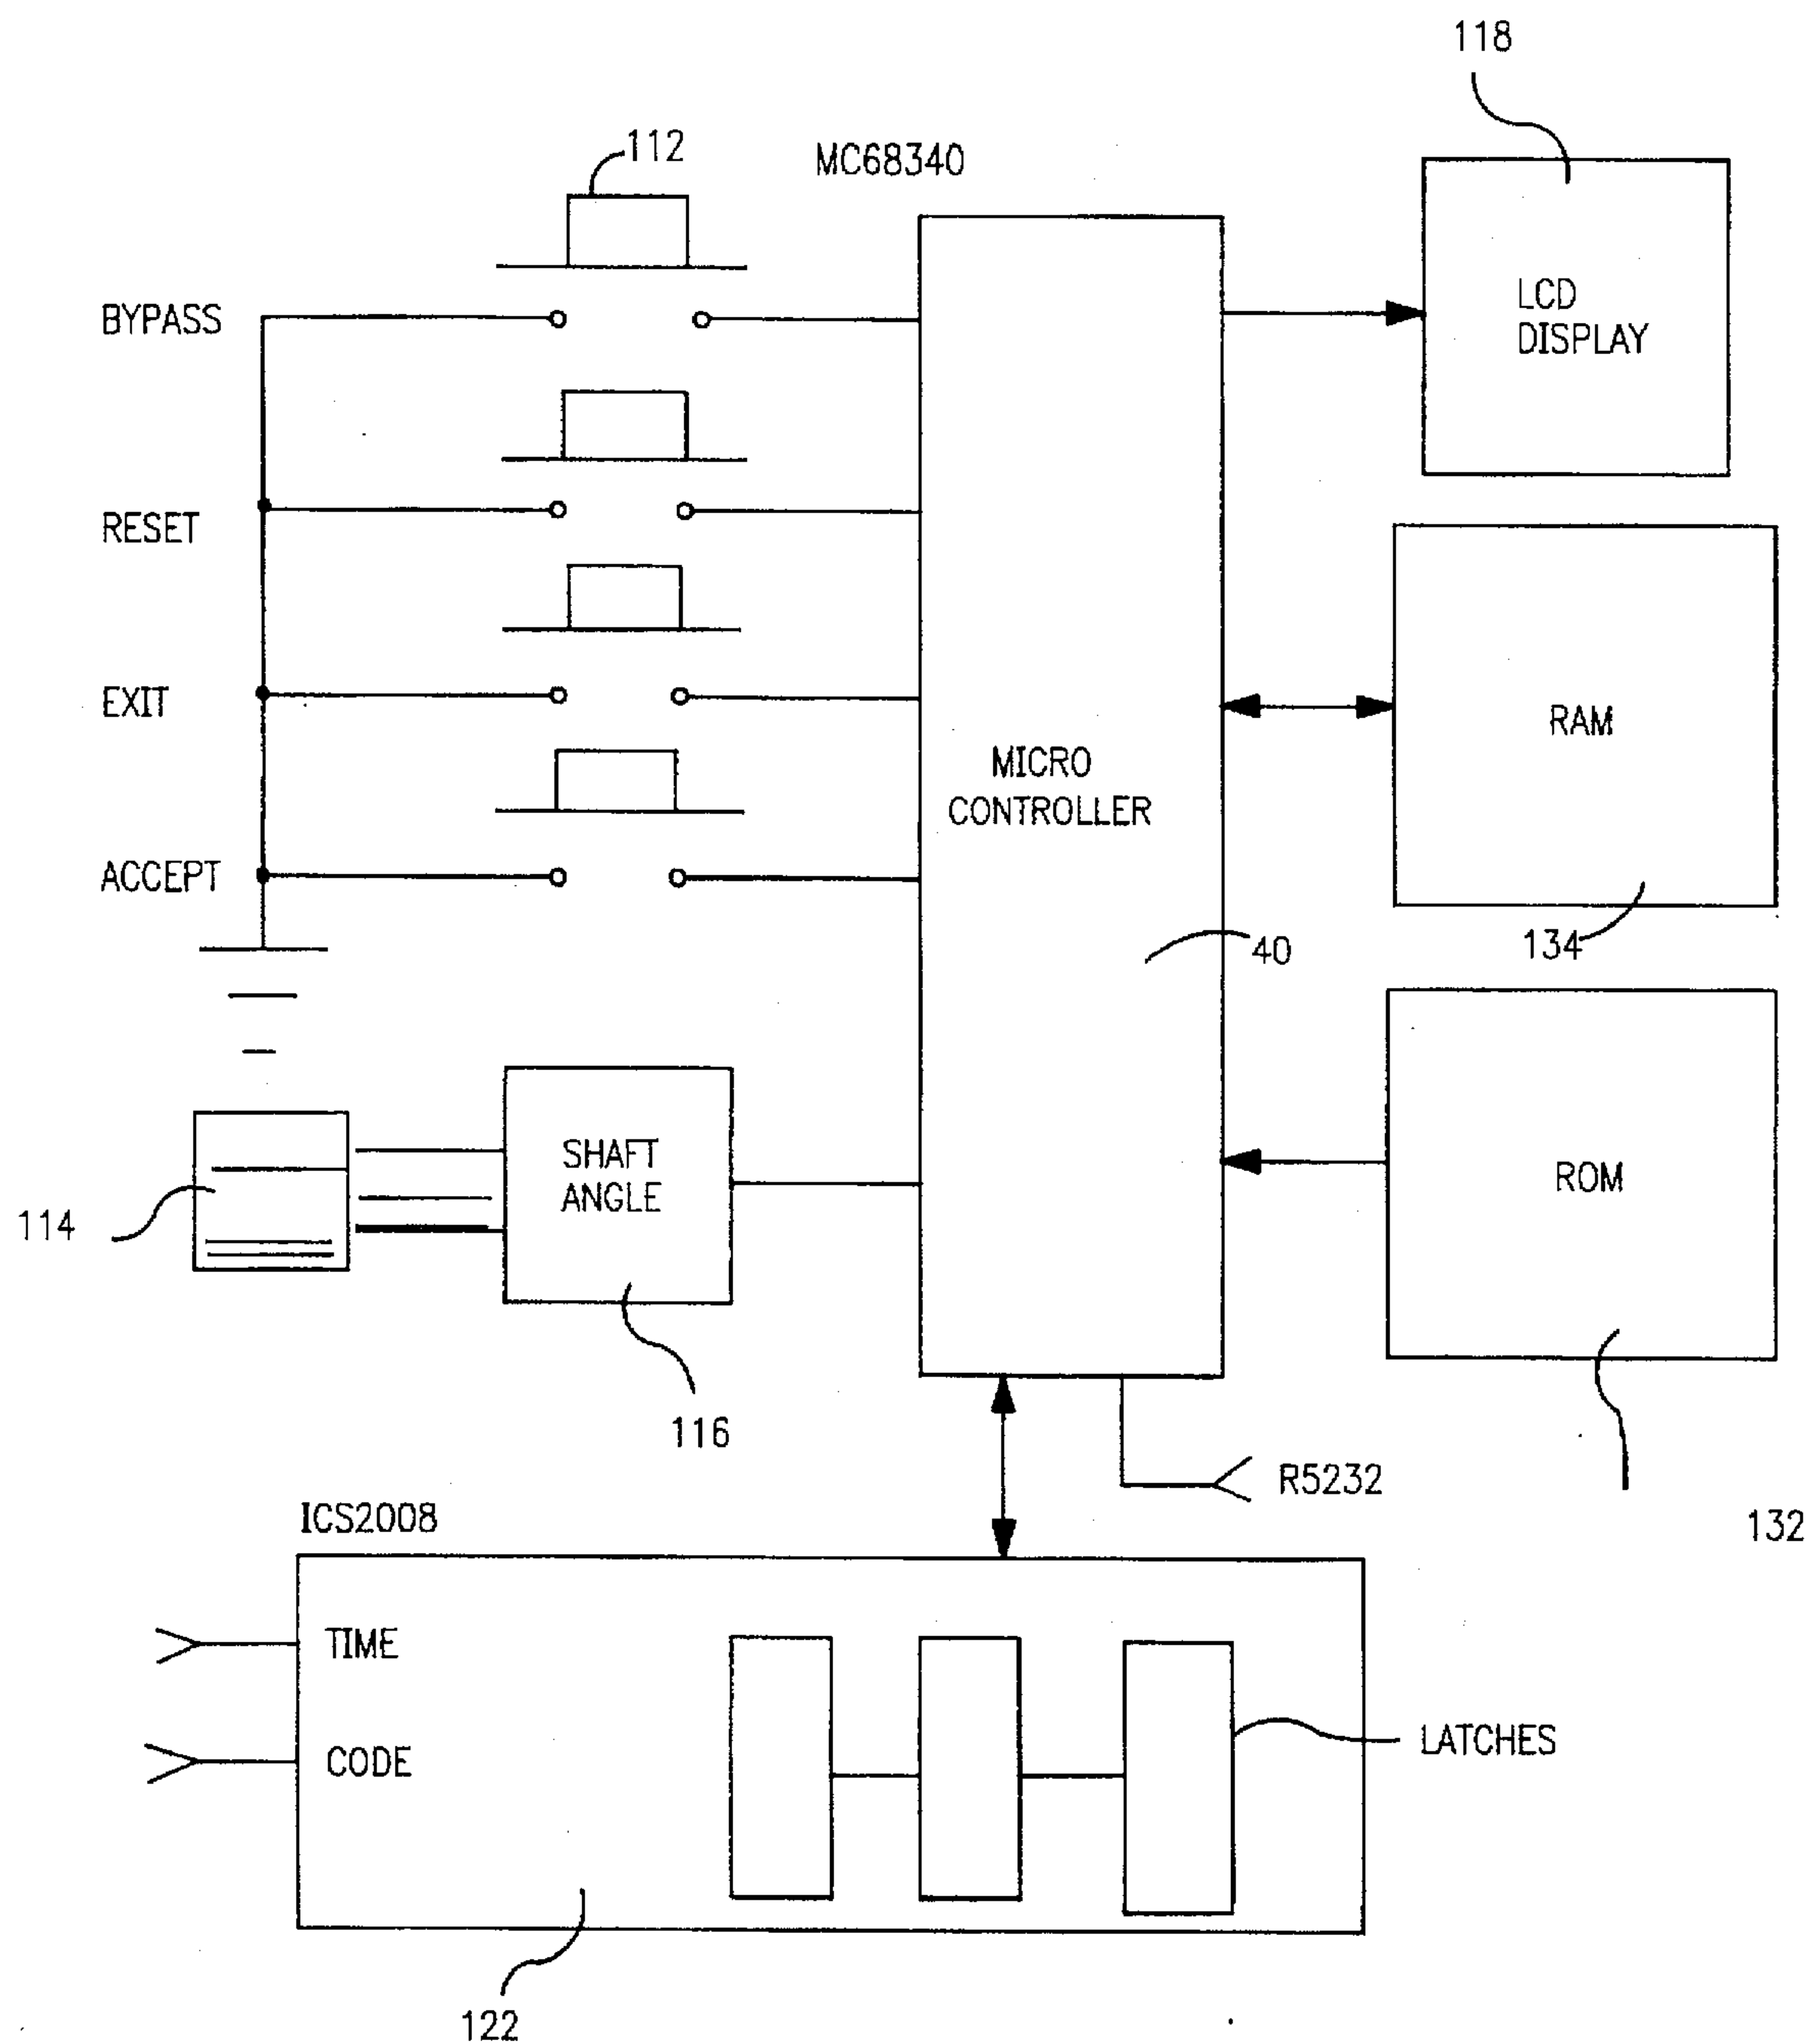 118
112
MC68340
BYPASS
LCD
DISPLAY
RESET
RAM
EXIT
MICRO
CONTROLLER
ACCEPT
134
40
SHAFT
ANGLE
ROM
114
116
R5232
ICS2008
132
TIME
CODE
LATCHES
122